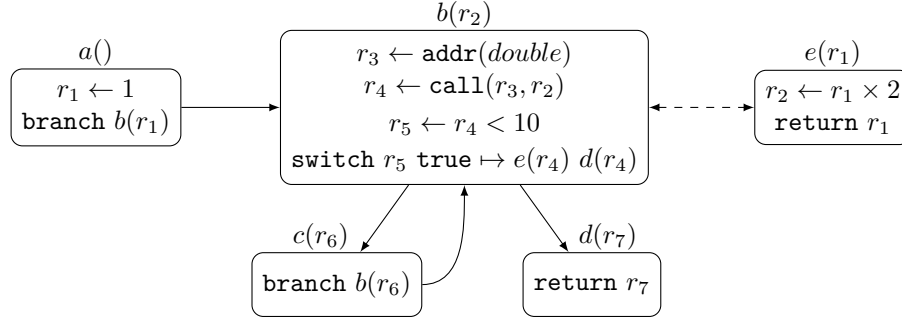 a()
r₁ ← 1
branch b(r₁)
b(r₂)
r₃ ← addr(double)
r₄ ← call(r₃, r₂)
r₅ ← r₄ < 10
switch r₅ true ↦ e(r₄) d(r₄)
e(r₁)
r₂ ← r₁ × 2
return r₁
c(r₆)
branch b(r₆)
d(r₇)
return r₇